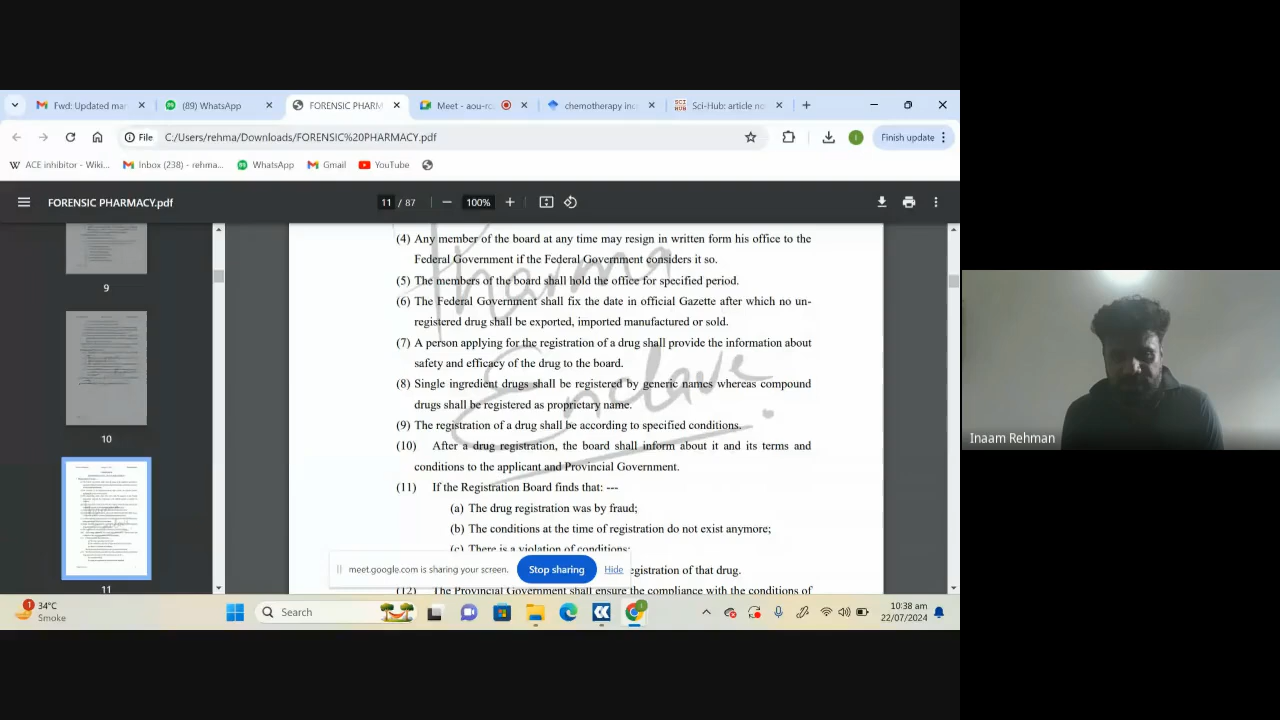 Fwd: Updated ma
(89) WhatsApp
FORENSIC PHARM
Meet - aou-rc
chemotherapy in
Sci-Hub: article no
File C:/Users/rehma/Downloads/FORENSIC%20PHARMACY.pdf
Finish update
ACE inhibitor - Wiki...
Inbox (238) - rehma...
WhatsApp
Gmail
YouTube
FORENSIC PHARMACY.pdf
11 / 87
100%
9
10
11
(4) Any member of the board at any time may resign in written form his office to the
Federal Government if the Federal Government considers it so.
(5) The members of the board shall hold the office for specified period.
(6) The Federal Government shall fix the date in official Gazette after which no un-
registered drug shall be exported, imported manufactured or sold.
(7) A person applying for the registration of a drug shall provide the information about
safety and efficacy of the drug to the board.
(8) Single ingredient drugs shall be registered by generic names whereas compound
drugs shall be registered as proprietary name.
(9) The registration of a drug shall be according to specified conditions.
(10) After a drug registration, the board shall inform about it and its terms and
conditions to the applicant and Provincial Government.
(11) If the Registration Board finds that: ---
(a) The drug registration was by fraud;
(b) The conditions at the time of registration do not exist anymore;
(c) There is a violation of conditions;
egistration of that drug.
(12) The Provincial Government shall ensure the compliance with the conditions of
Pharma
Enclave
meet.google.com is sharing your screen.
Stop sharing
Hide
34°C
Smoke
Search
10:38 am
22/07/2024
Inaam Rehman